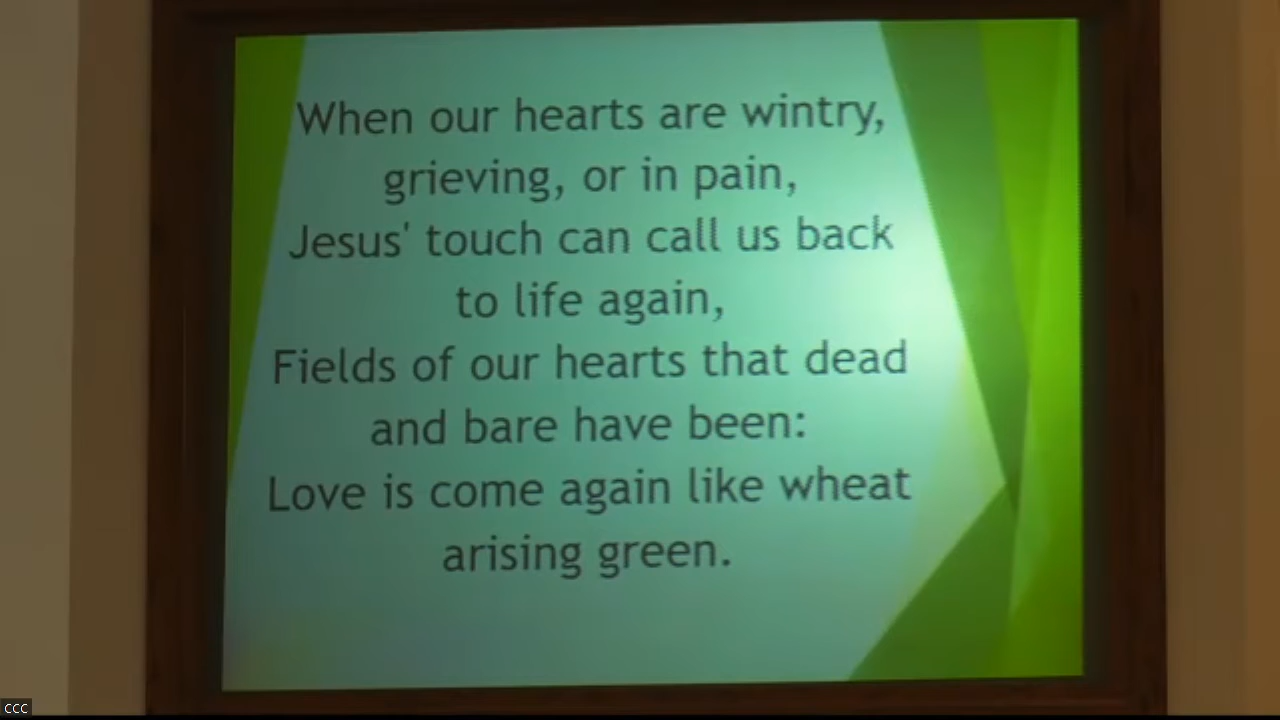 When our hearts are wintry,
grieving, or in pain,
Jesus' touch can call us back
to life again,
Fields of our hearts that dead
and bare have been:
Love is come again like wheat
arising green.
ccc